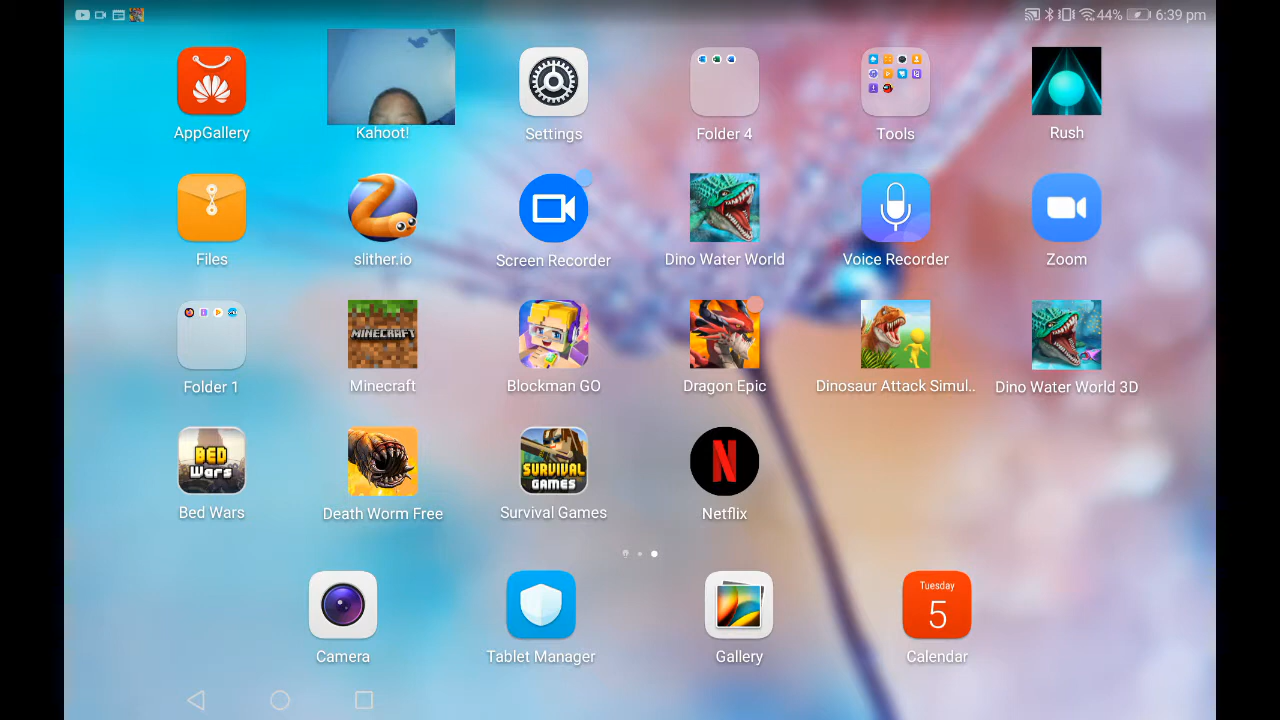 44% 6:39 pm
AppGallery
Kahoot!
Settings
Folder 4
Tools
Rush
Files
slither.io
Screen Recorder
Dino Water World
Voice Recorder
Zoom
MINECRAFT
Folder 1
Minecraft
Blockman GO
Dragon Epic
Dinosaur Attack Simul..
Dino Water World 3D
BED
Wars
SURVIVAL
GAMES
N
Bed Wars
Death Worm Free
Survival Games
Netflix
Tuesday
5
Camera
Tablet Manager
Gallery
Calendar